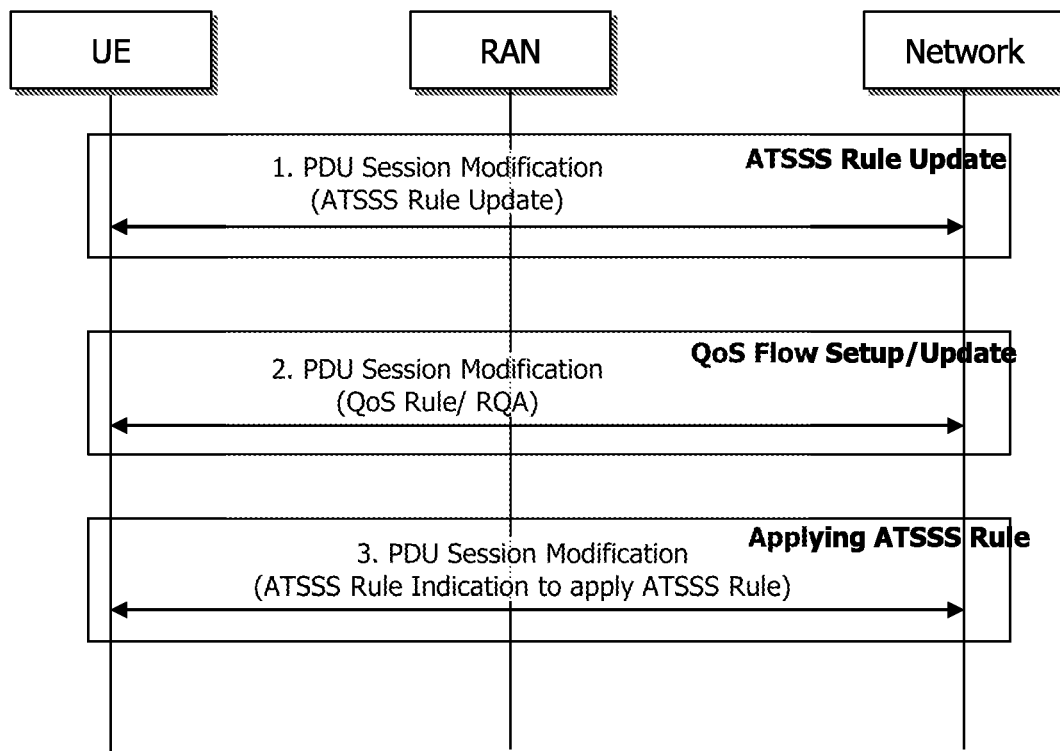 UE
RAN
Network
ATSSS Rule Update
1. PDU Session Modification
(ATSSS Rule Update)
QoS Flow Setup/Update
2. PDU Session Modification
(QoS Rule/ RQA)
Applying ATSSS Rule
3. PDU Session Modification
(ATSSS Rule Indication to apply ATSSS Rule)